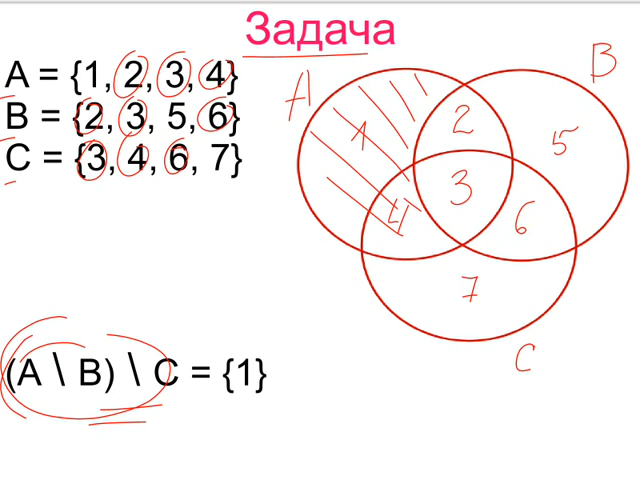 Задача
A = {1, 2, 3, 4}
B = {2, 3, 5, 6}
C = {3, 4, 6, 7}
A
B
1
2
5
3
4
6
7
C
(A \ B) \ C = {1}